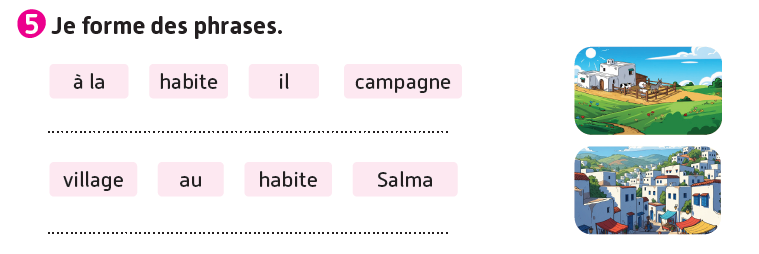 5 Je forme des phrases.
à la habite il campagne
village au habite Salma